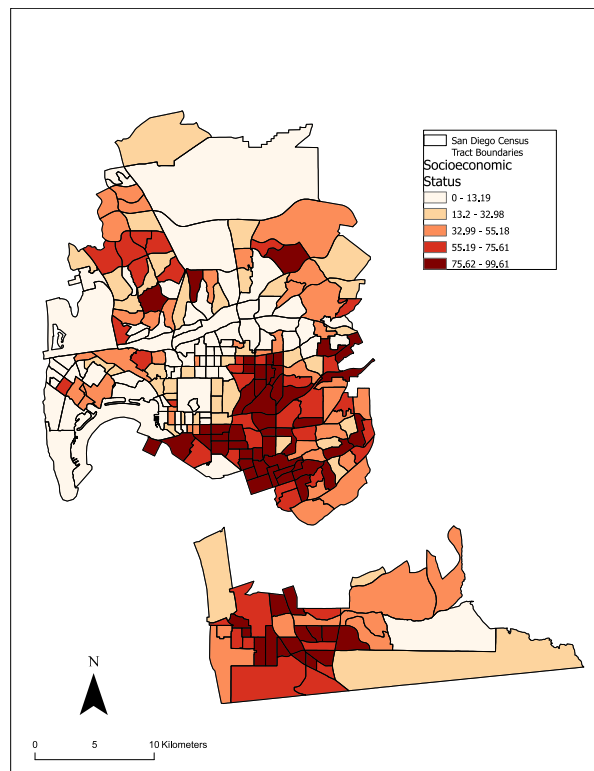 San Diego Census
Tract Boundaries
Socioeconomic
Status
0 - 13.19
13.2 - 32.98
32.99 - 55.18
55.19 - 75.61
75.62 - 99.61
N
0 5 10 Kilometers